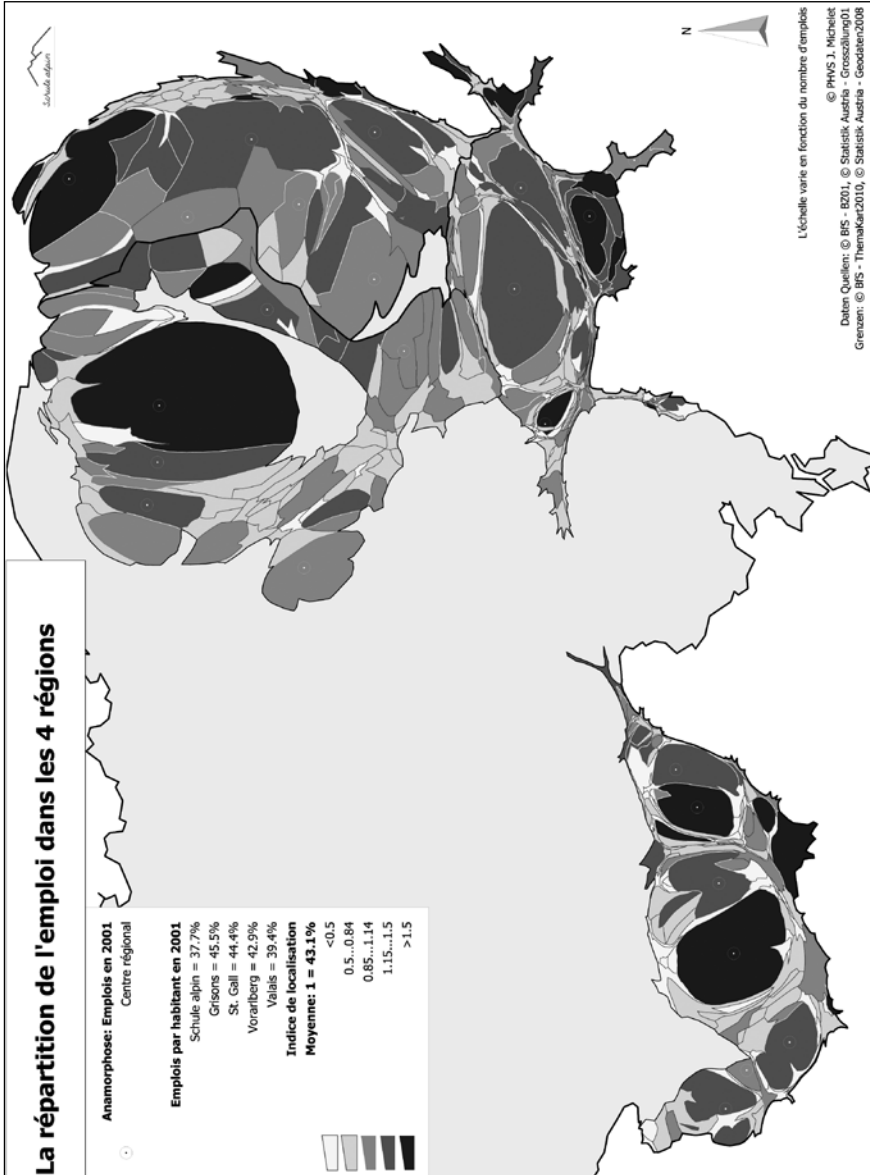 La répartition de l'emploi dans les 4 régions
Anamorphose: Emplois en 2001
Centre régional
Emplois par habitant en 2001
Schule alpin = 37.7%
Grisons = 45.5%
St. Gall = 44.4%
Vorarlberg = 42.9%
Valais = 39.4%
Indice de localisation
Moyenne: 1 = 43.1%
<0.5
0.5...0.84
0.85...1.14
1.15...1.5
>1.5
Schule alpin
N
L'échelle varie en fonction du nombre d'emplois
© PHVS J. Michelet
Daten Quellen: © BfS - BZ01, © Statistik Austria - Grosszälung01
Grenzen: © BfS - ThemaKart2010, © Statistik Austria - Geodaten2008